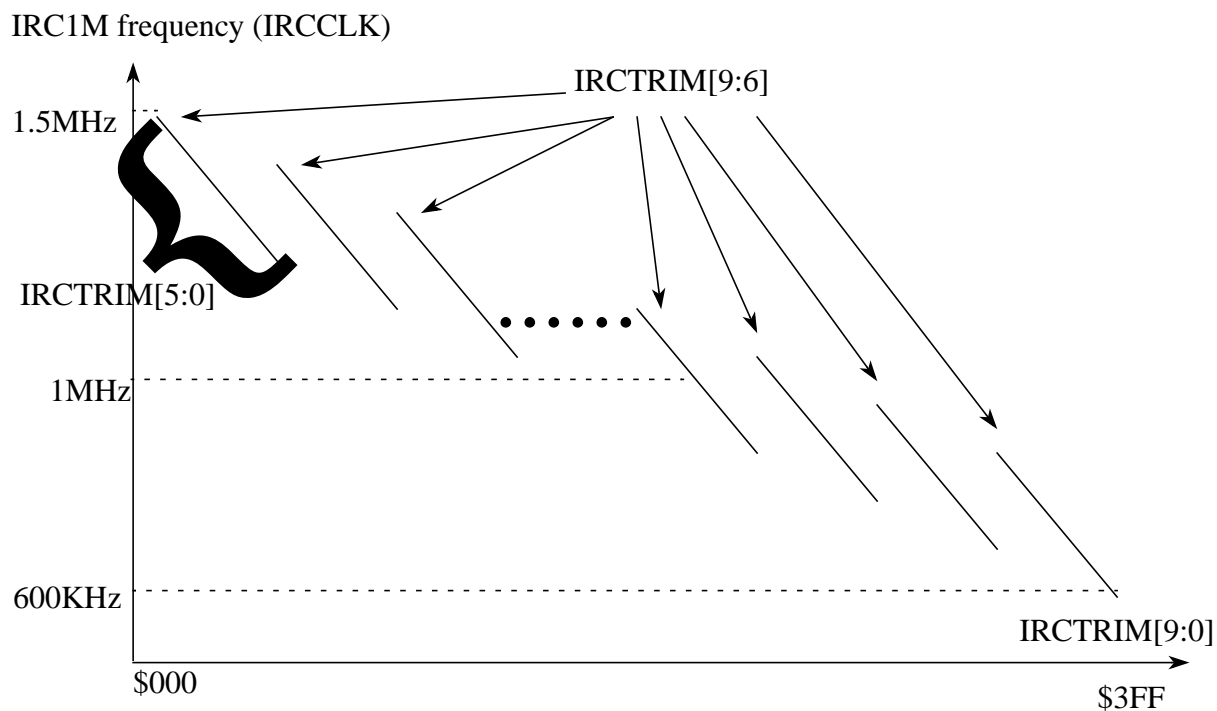 IRC1M frequency (IRCCLK)
IRCTRIM[9:6]
1.5MHz
IRCTRIM[5:0]
1MHz
600KHz
IRCTRIM[9:0]
$000
$3FF